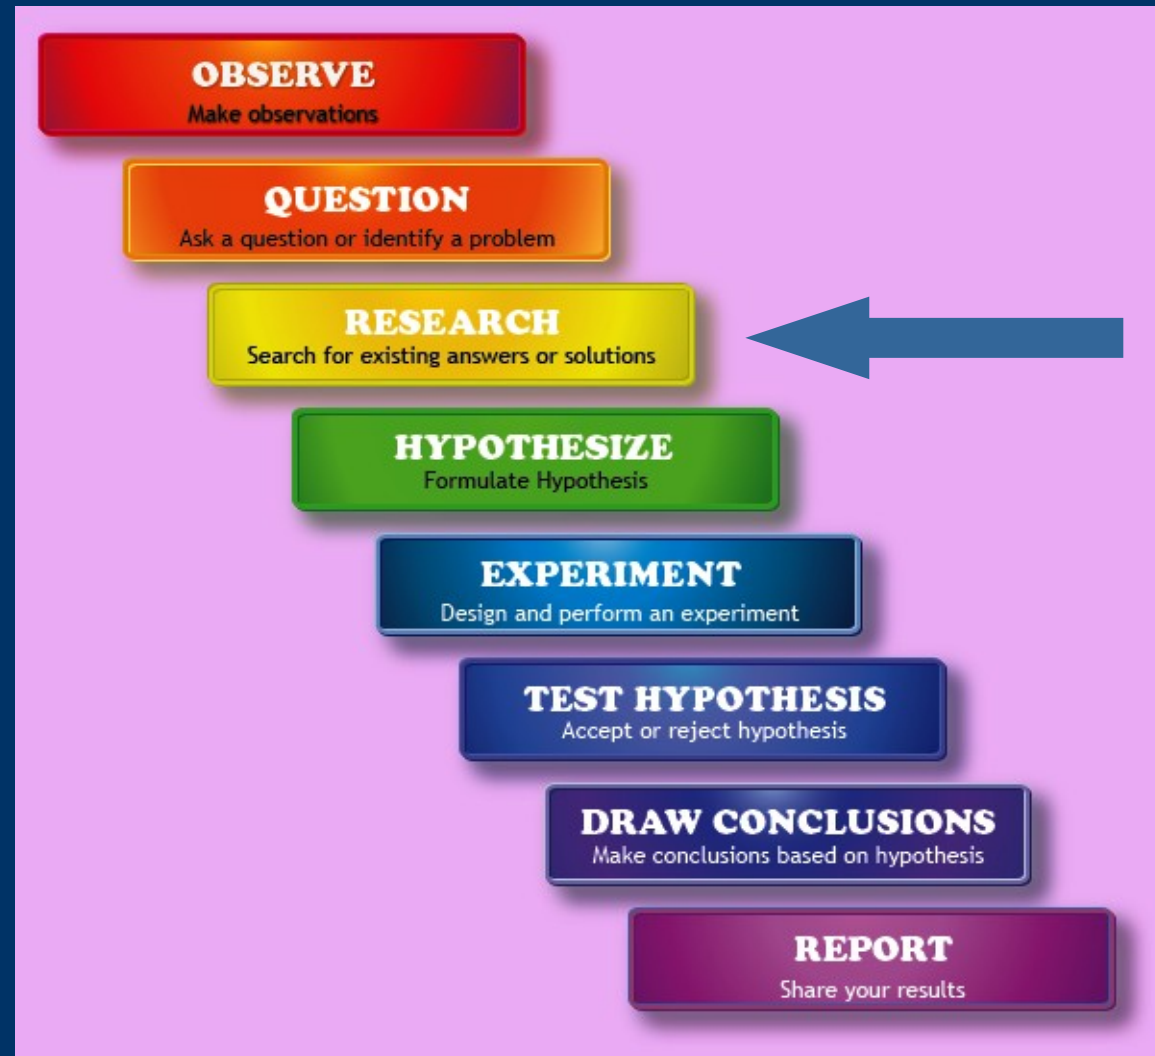 OBSERVE
Make observations
QUESTION
Ask a question or identify a problem
RESEARCH
Search for existing answers or solutions
HYPOTHESIZE
Formulate Hypothesis
EXPERIMENT
Design and perform an experiment
TEST HYPOTHESIS
Accept or reject hypothesis
DRAW CONCLUSIONS
Make conclusions based on hypothesis
REPORT
Share your results